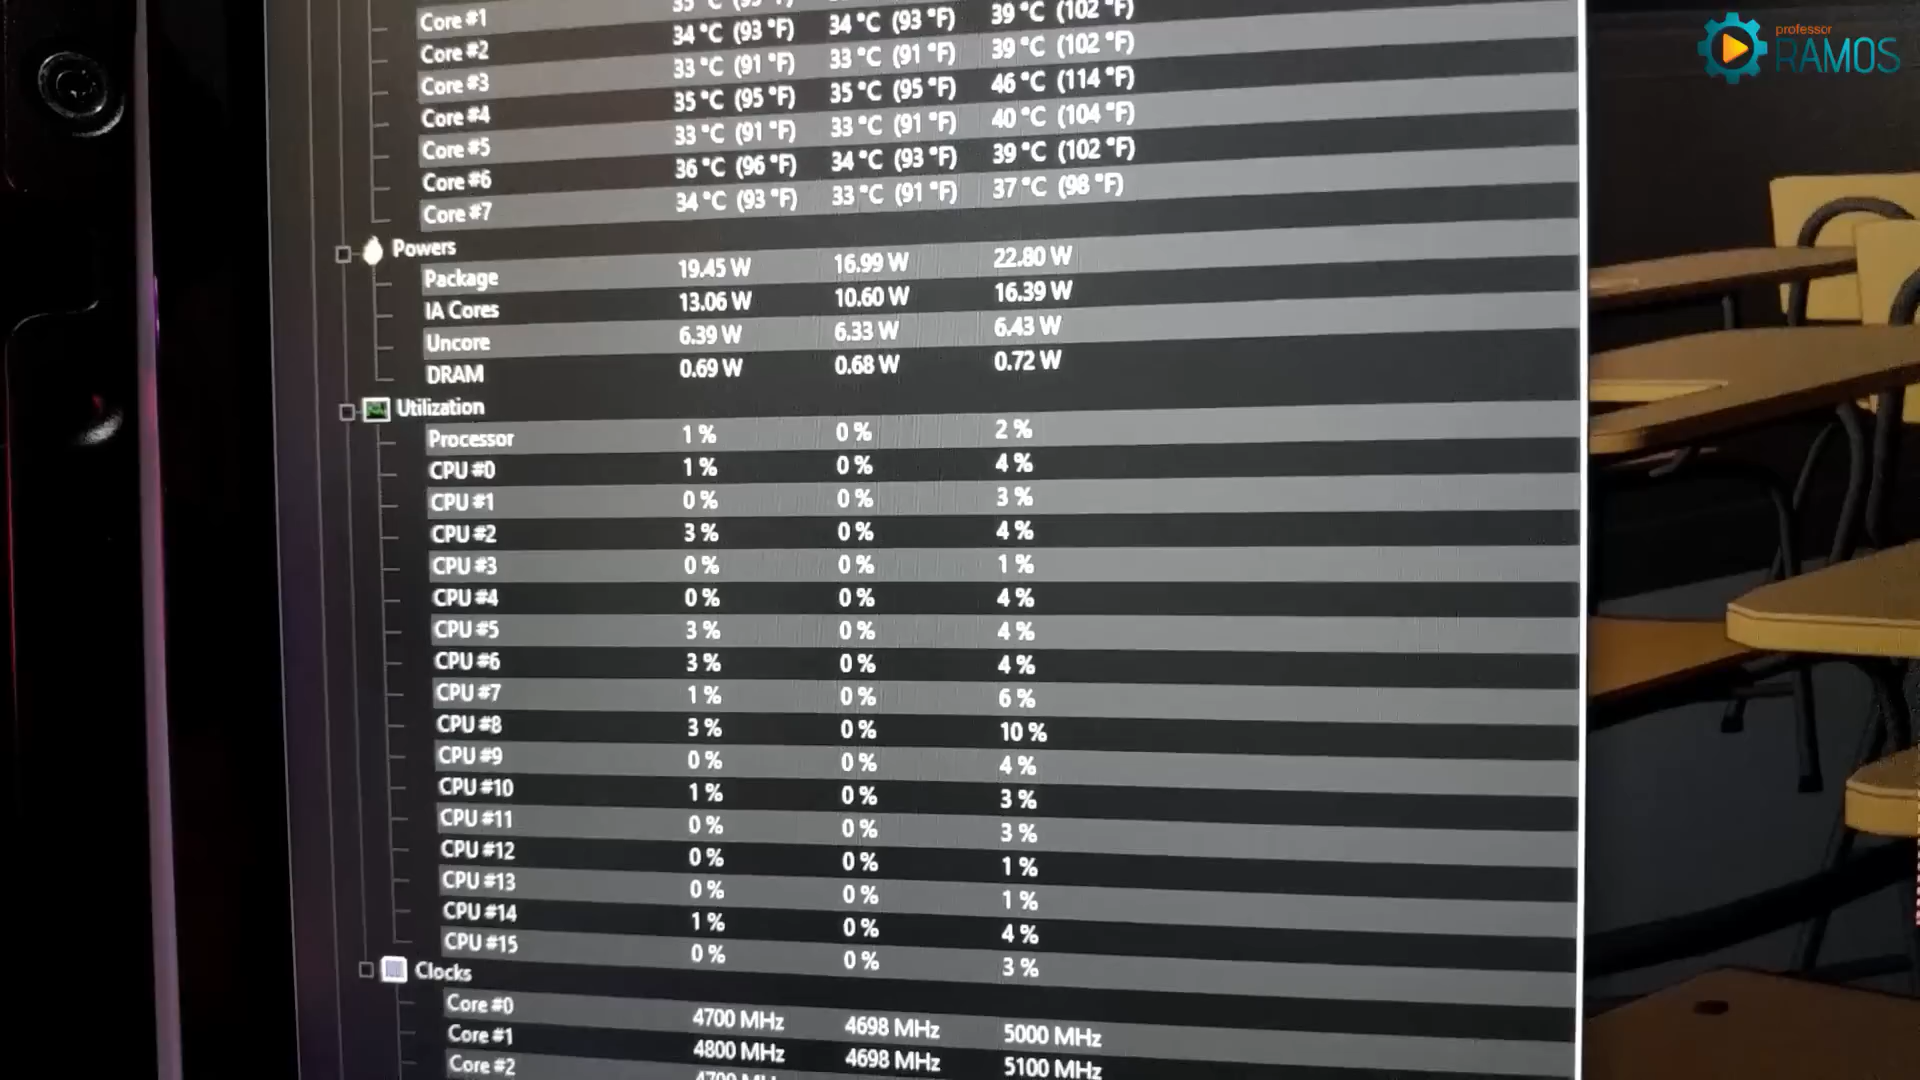 professor
RAMOS
Core #1 35 °C (95 °F)
Core #2 34 °C (93 °F) 34 °C (93 °F) 39 °C (102 °F)
Core #3 33 °C (91 °F) 33 °C (91 °F) 39 °C (102 °F)
Core #4 35 °C (95 °F) 35 °C (95 °F) 46 °C (114 °F)
Core #5 33 °C (91 °F) 33 °C (91 °F) 40 °C (104 °F)
Core #6 36 °C (96 °F) 34 °C (93 °F) 39 °C (102 °F)
Core #7 34 °C (93 °F) 33 °C (91 °F) 37 °C (98 °F)
Powers
Package 19.45 W 16.99 W 22.80 W
IA Cores 13.06 W 10.60 W 16.39 W
Uncore 6.39 W 6.33 W 6.43 W
DRAM 0.69 W 0.68 W 0.72 W
Utilization
Processor 1 % 0 % 2 %
CPU #0 1 % 0 % 4 %
CPU #1 0 % 0 % 3 %
CPU #2 3 % 0 % 4 %
CPU #3 0 % 0 % 1 %
CPU #4 0 % 0 % 4 %
CPU #5 3 % 0 % 4 %
CPU #6 3 % 0 % 4 %
CPU #7 1 % 0 % 6 %
CPU #8 3 % 0 % 10 %
CPU #9 0 % 0 % 4 %
CPU #10 1 % 0 % 3 %
CPU #11 0 % 0 % 3 %
CPU #12 0 % 0 % 1 %
CPU #13 0 % 0 % 1 %
CPU #14 1 % 0 % 4 %
CPU #15 0 % 0 % 3 %
Clocks
Core #0 4700 MHz 4698 MHz 5000 MHz
Core #1 4800 MHz 4698 MHz 5100 MHz
Core #2 4700 MHz